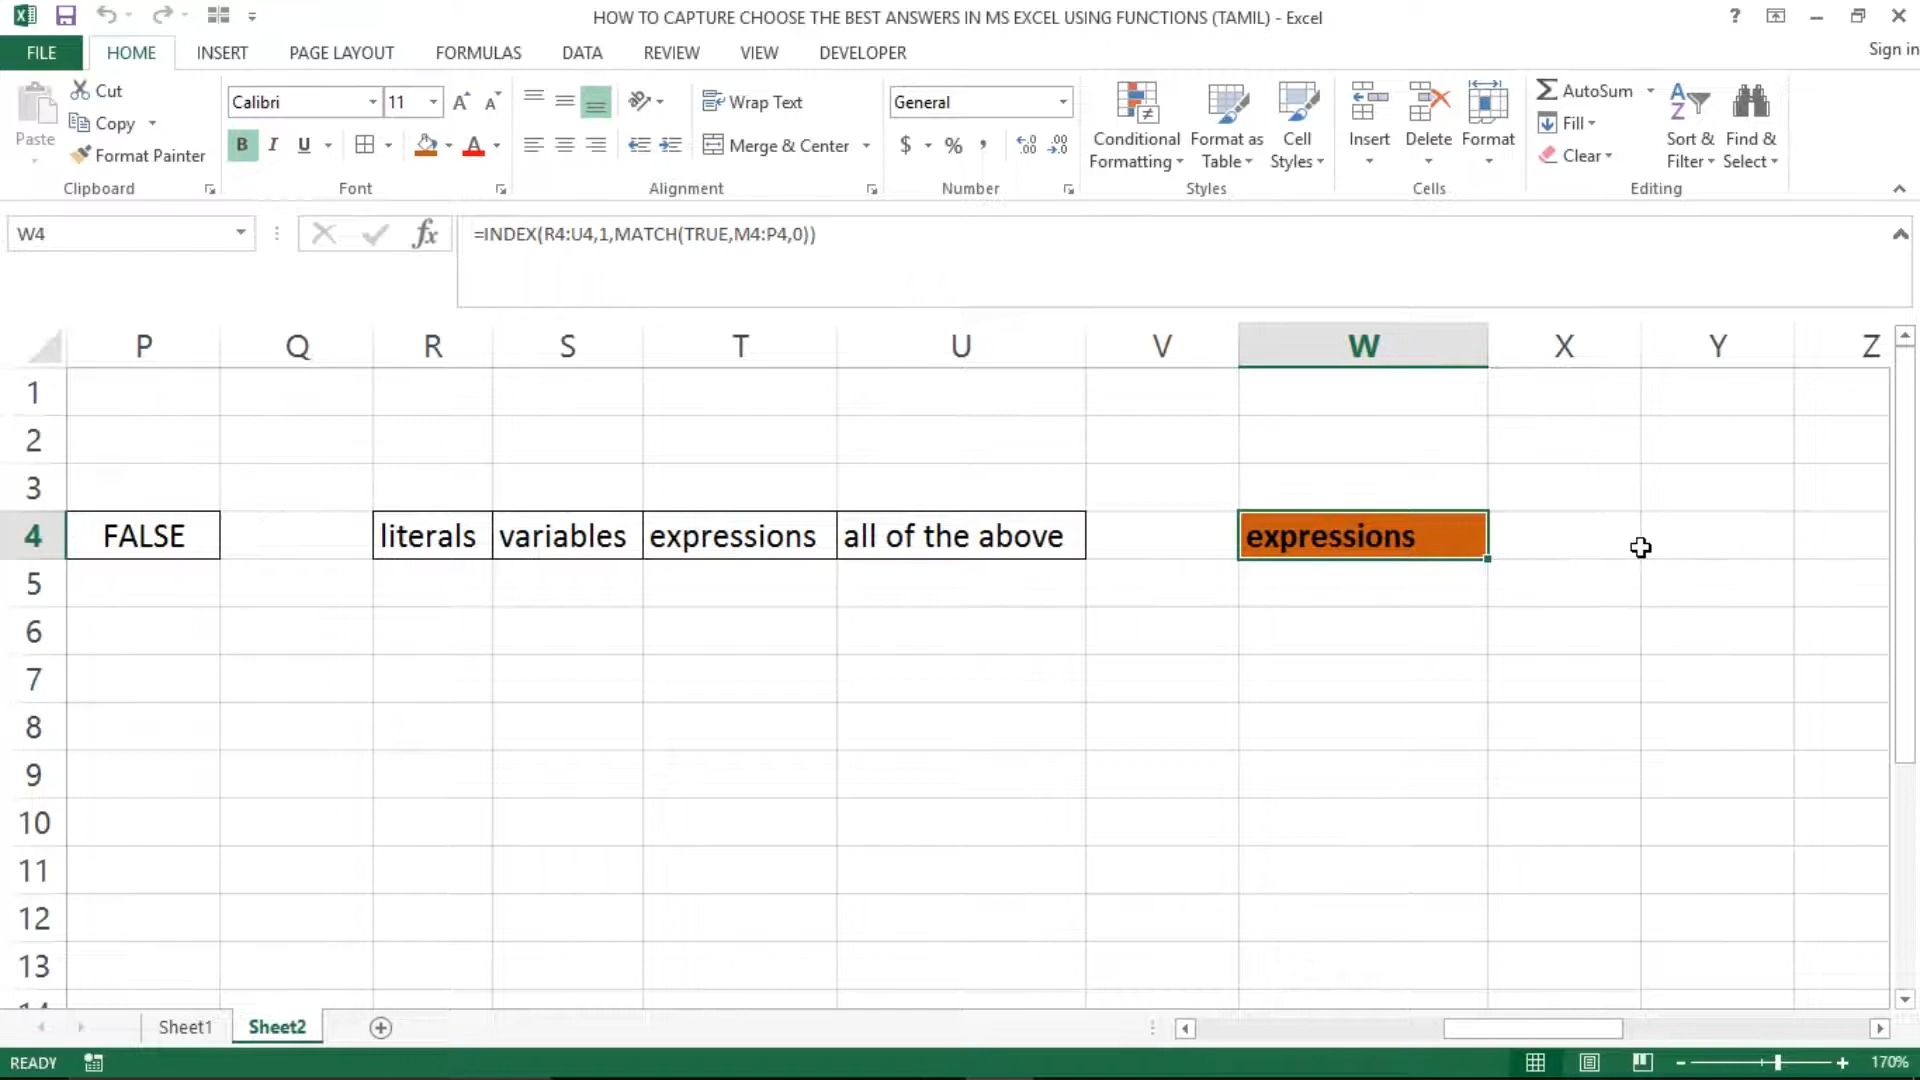 HOW TO CAPTURE CHOOSE THE BEST ANSWERS IN MS EXCEL USING FUNCTIONS (TAMIL) - Excel
?
FILE HOME INSERT PAGE LAYOUT FORMULAS DATA REVIEW VIEW DEVELOPER Sign in
Paste
Cut
Copy
Format Painter
Clipboard
Calibri 11
B I U
Font
Wrap Text
Merge & Center
Alignment
General
$ % ,
Number
Conditional Formatting
Format as Table
Cell Styles
Styles
Insert Delete Format
Cells
AutoSum
Fill
Clear
Sort & Filter
Find & Select
Editing
W4 fx =INDEX(R4:U4,1,MATCH(TRUE,M4:P4,0))
P Q R S T U V W X Y Z
1
2
3
4 FALSE literals variables expressions all of the above expressions
5
6
7
8
9
10
11
12
13
Sheet1 Sheet2
READY 170%